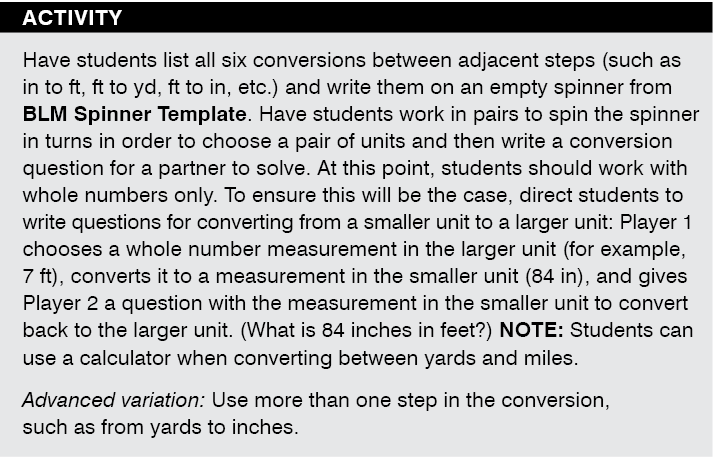 ACTIVITY
Have students list all six conversions between adjacent steps (such as
in to ft, ft to yd, ft to in, etc.) and write them on an empty spinner from
BLM Spinner Template. Have students work in pairs to spin the spinner
in turns in order to choose a pair of units and then write a conversion
question for a partner to solve. At this point, students should work with
whole numbers only. To ensure this will be the case, direct students to
write questions for converting from a smaller unit to a larger unit: Player 1
chooses a whole number measurement in the larger unit (for example,
7 ft), converts it to a measurement in the smaller unit (84 in), and gives
Player 2 a question with the measurement in the smaller unit to convert
back to the larger unit. (What is 84 inches in feet?) NOTE: Students can
use a calculator when converting between yards and miles.
Advanced variation: Use more than one step in the conversion,
such as from yards to inches.